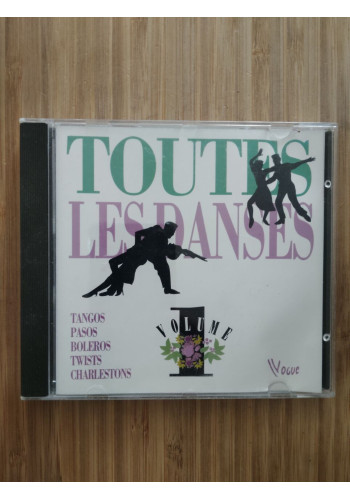 TOUTES
LES DANSES
TANGOS
PASOS
BOLEROS
TWISTS
CHARLESTONS
VOLUME
1
VOGUE